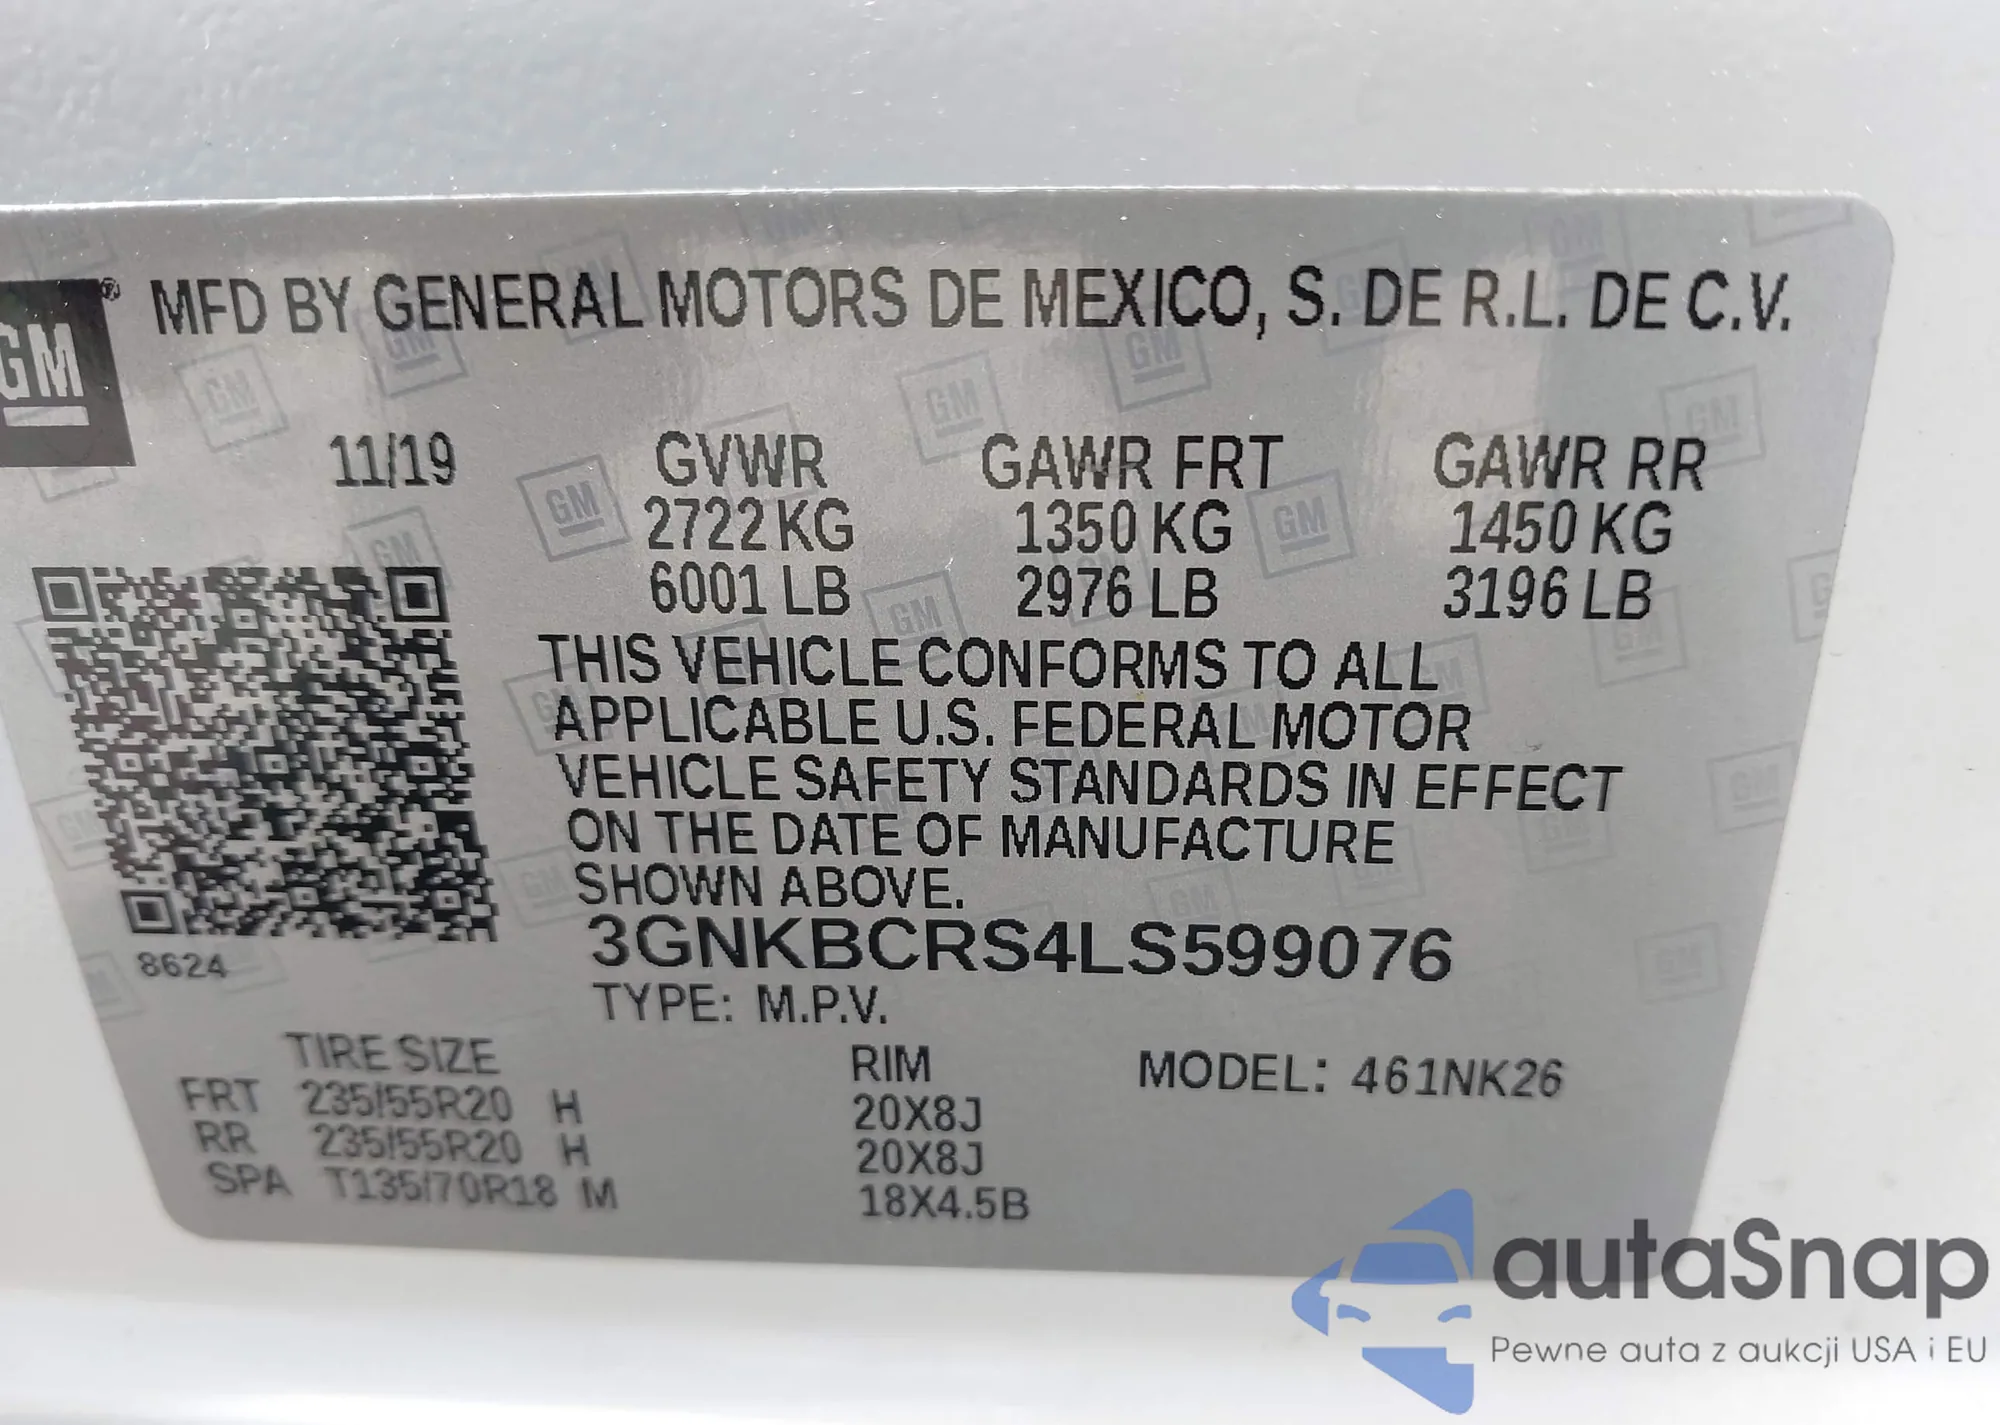 GM ® MFD BY GENERAL MOTORS DE MEXICO, S. DE R.L. DE C.V.
11/19 GVWR GAWR FRT GAWR RR
2722 KG 1350 KG 1450 KG
6001 LB 2976 LB 3196 LB
THIS VEHICLE CONFORMS TO ALL
APPLICABLE U.S. FEDERAL MOTOR
VEHICLE SAFETY STANDARDS IN EFFECT
ON THE DATE OF MANUFACTURE
SHOWN ABOVE.
3GNKBCRS4LS599076
8624
TYPE: M.P.V.
TIRE SIZE RIM MODEL: 461NK26
FRT 235/55R20 H 20X8J
RR 235/55R20 H 20X8J
SPA T135/70R18 M 18X4.5B
autaSnap
Pewne auta z aukcji USA i EU